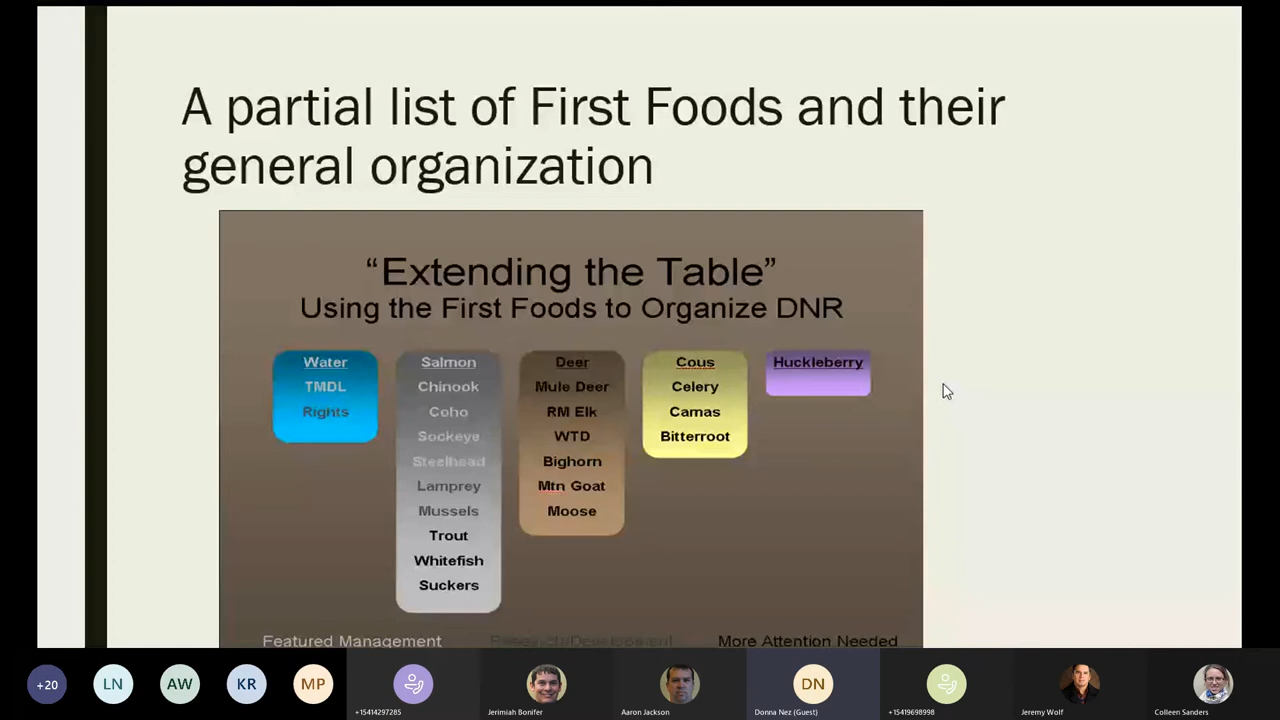 A partial list of First Foods and their
general organization
“Extending the Table”
Using the First Foods to Organize DNR
Water
TMDL
Rights
Salmon
Chinook
Coho
Sockeye
Steelhead
Lamprey
Mussels
Trout
Whitefish
Suckers
Deer
Mule Deer
RM Elk
WTD
Bighorn
Mtn Goat
Moose
Cous
Celery
Camas
Bitterroot
Huckleberry
Featured Management
Research/Development
More Attention Needed
+20
LN
AW
KR
MP
DN
+15414297285
Jerimiah Bonifer
Aaron Jackson
Donna Nez (Guest)
+15419698998
Jeremy Wolf
Colleen Sanders